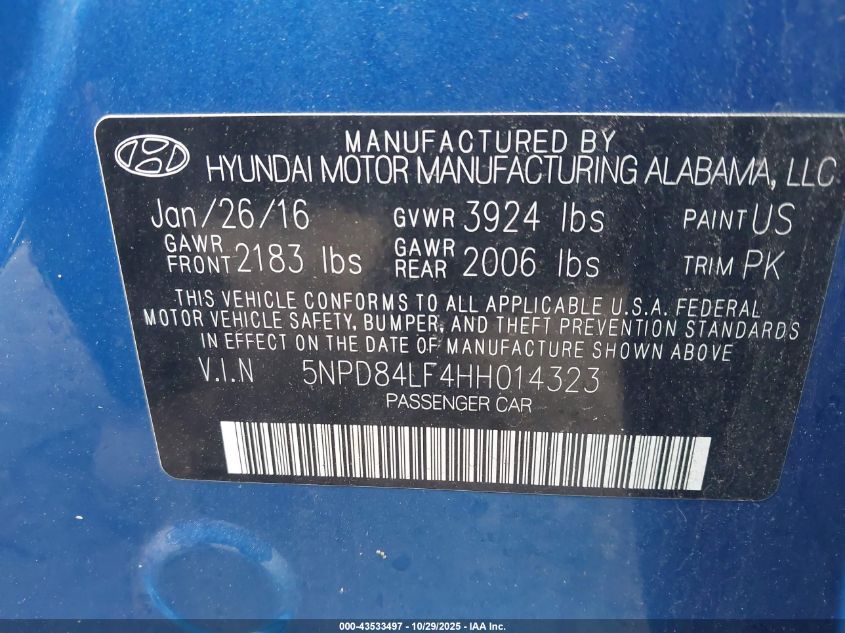 MANUFACTURED BY
HYUNDAI MOTOR MANUFACTURING ALABAMA, LLC
Jan/26/16 GVWR 3924 lbs PAINT US
GAWR FRONT 2183 lbs GAWR REAR 2006 lbs TRIM PK
THIS VEHICLE CONFORMS TO ALL APPLICABLE U.S.A. FEDERAL
MOTOR VEHICLE SAFETY, BUMPER, AND THEFT PREVENTION STANDARDS
IN EFFECT ON THE DATE OF MANUFACTURE SHOWN ABOVE
V.I.N 5NPD84LF4HH014323
PASSENGER CAR
000-43533497 - 10/29/2025 - IAA Inc.